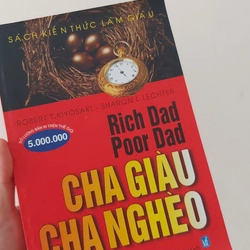 SÁCH KIẾN THỨC LÀM GIÀU
ROBERT T. KIYOSAKI - SHARON L. LECHTER
5.000.000
Rich Dad
Poor Dad
CHA GIÀU
CHA NGHÈO